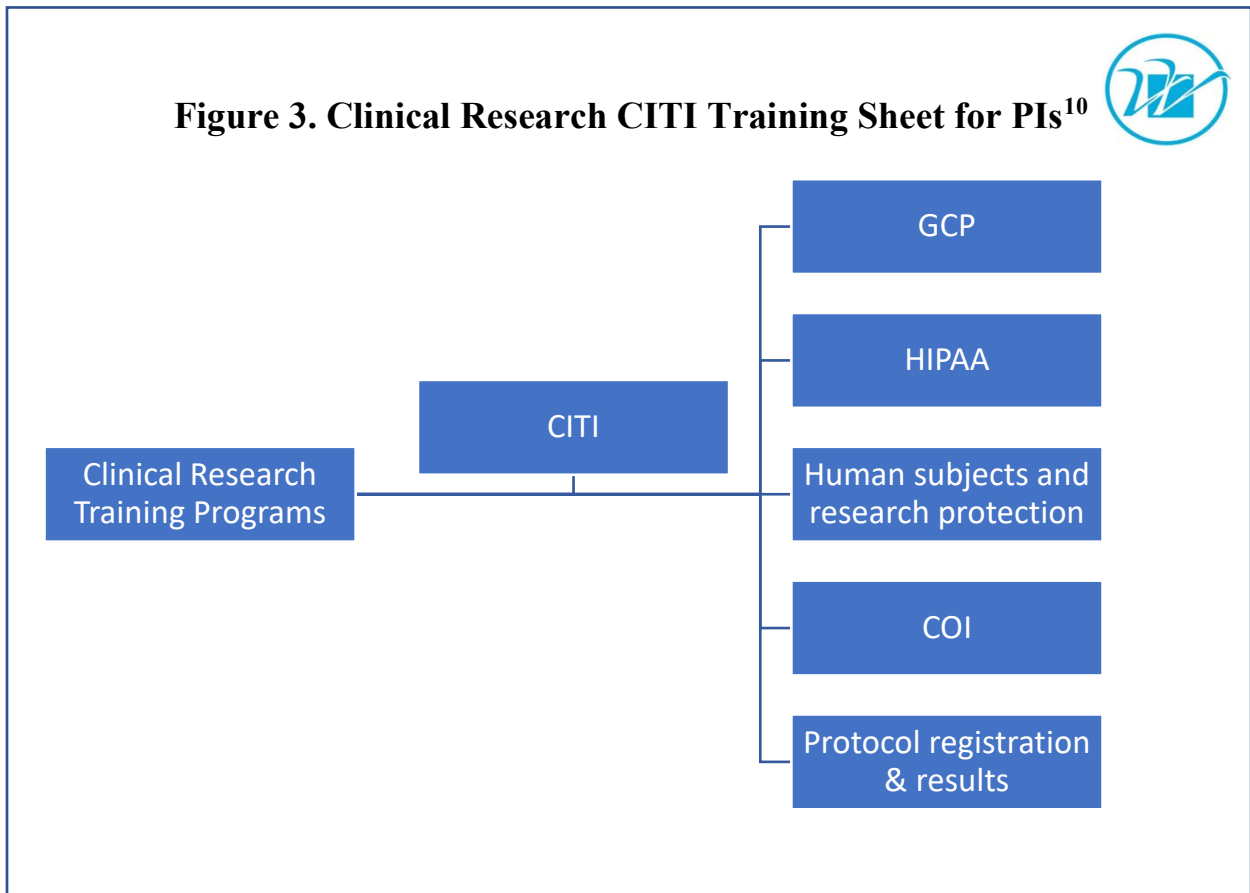 Figure 3. Clinical Research CITI Training Sheet for PIs10
GCP
HIPAA
CITI
Clinical Research
Training Programs
Human subjects and
research protection
COI
Protocol registration
& results